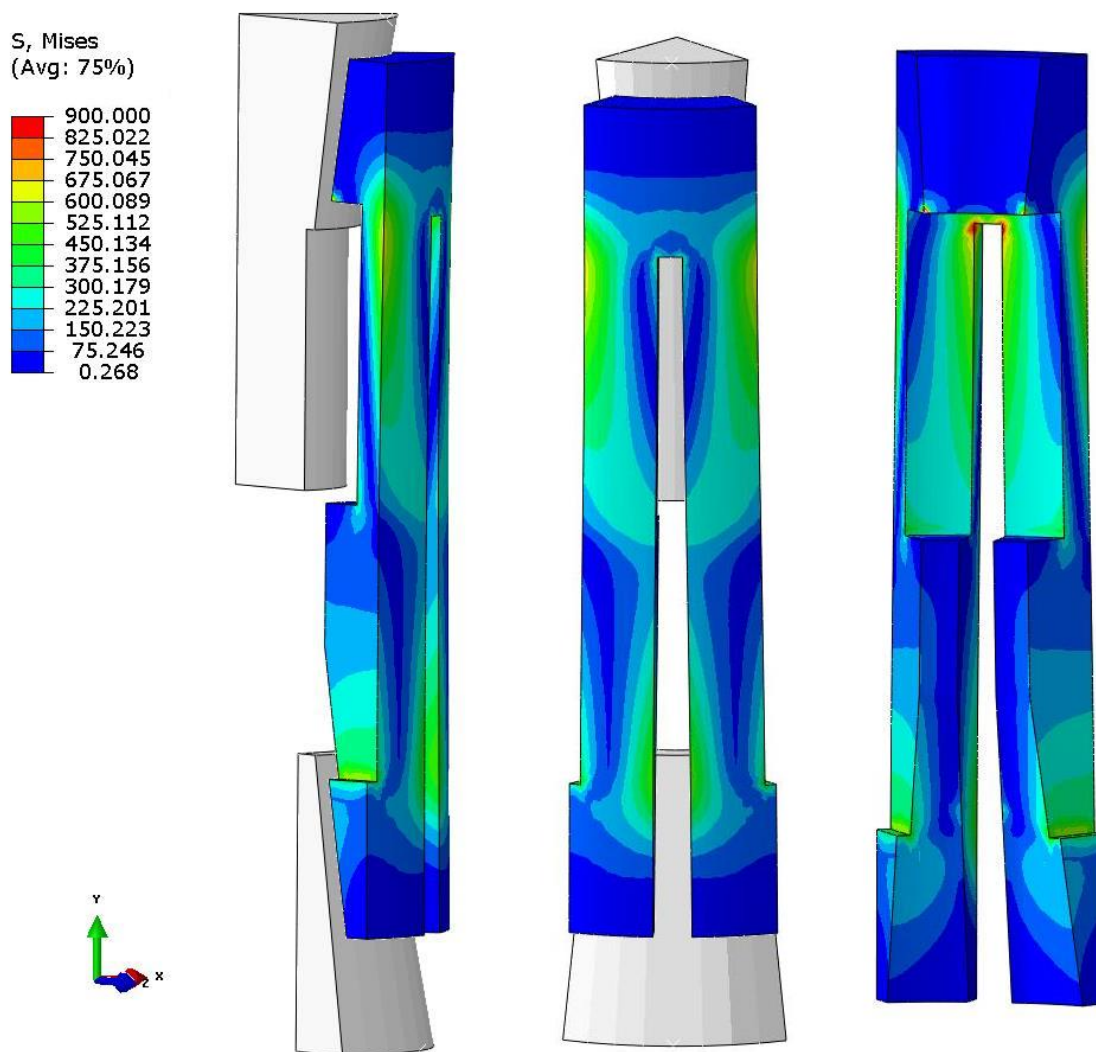 S, Mises
(Avg: 75%)
900.000
825.022
750.045
675.067
600.089
525.112
450.134
375.156
300.179
225.201
150.223
75.246
0.268
Y
X
Z